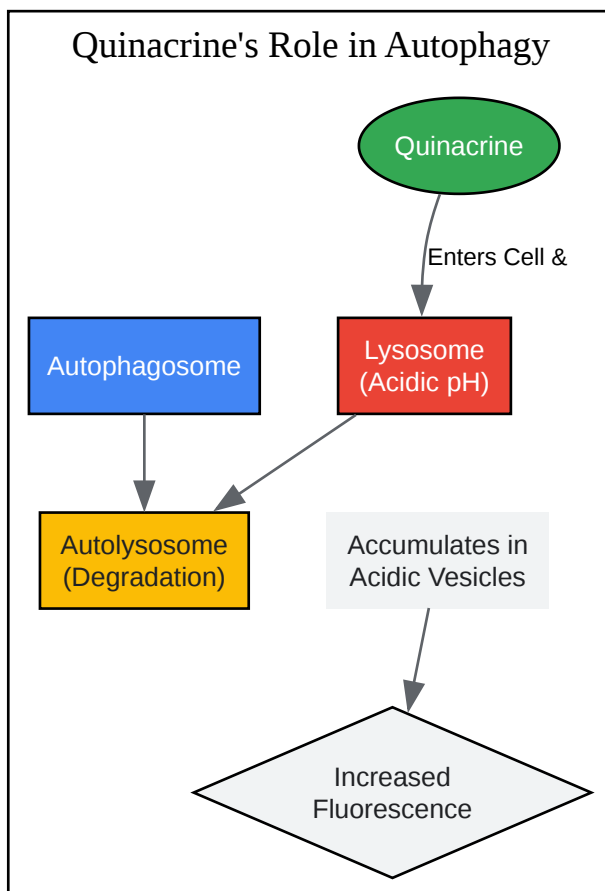 Quinacrine's Role in Autophagy
Quinacrine
Enters Cell &
Autophagosome
Lysosome
(Acidic pH)
Autolysosome
(Degradation)
Accumulates in
Acidic Vesicles
Increased
Fluorescence